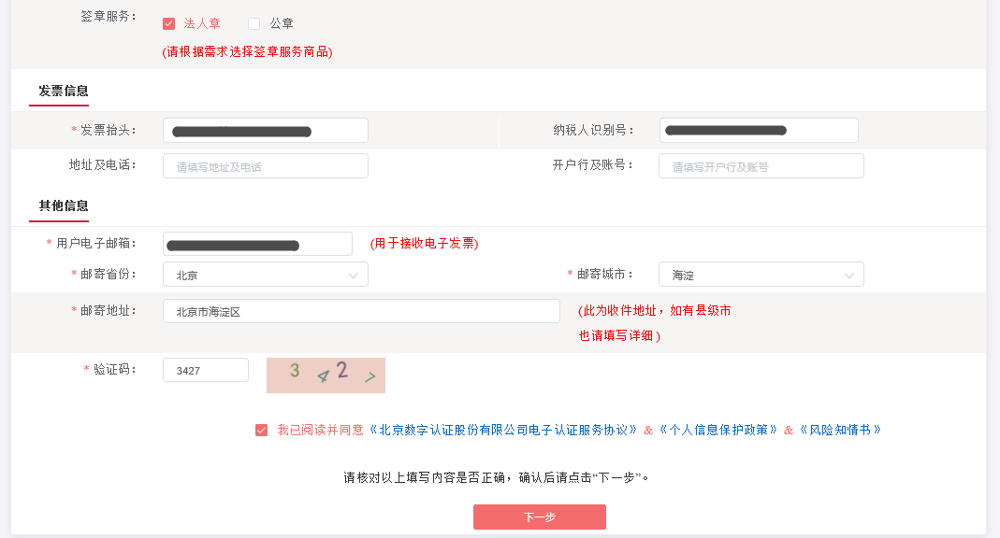 签章服务：
法人章 公章
(请根据需求选择签章服务商品)
发票信息
* 发票抬头： 纳税人识别号：
地址及电话： 请填写地址及电话 开户行及账号： 请填写开户行及账号
其他信息
* 用户电子邮箱： (用于接收电子发票)
* 邮寄省份： 北京 * 邮寄城市： 海淀
* 邮寄地址： 北京市海淀区 (此为收件地址，如有县级市
也请填写详细)
* 验证码： 3427 3 4 2 7
我已阅读并同意《北京数字认证股份有限公司电子认证服务协议》&《个人信息保护政策》&《风险知情书》
请核对以上填写内容是否正确，确认后请点击“下一步”。
下一步